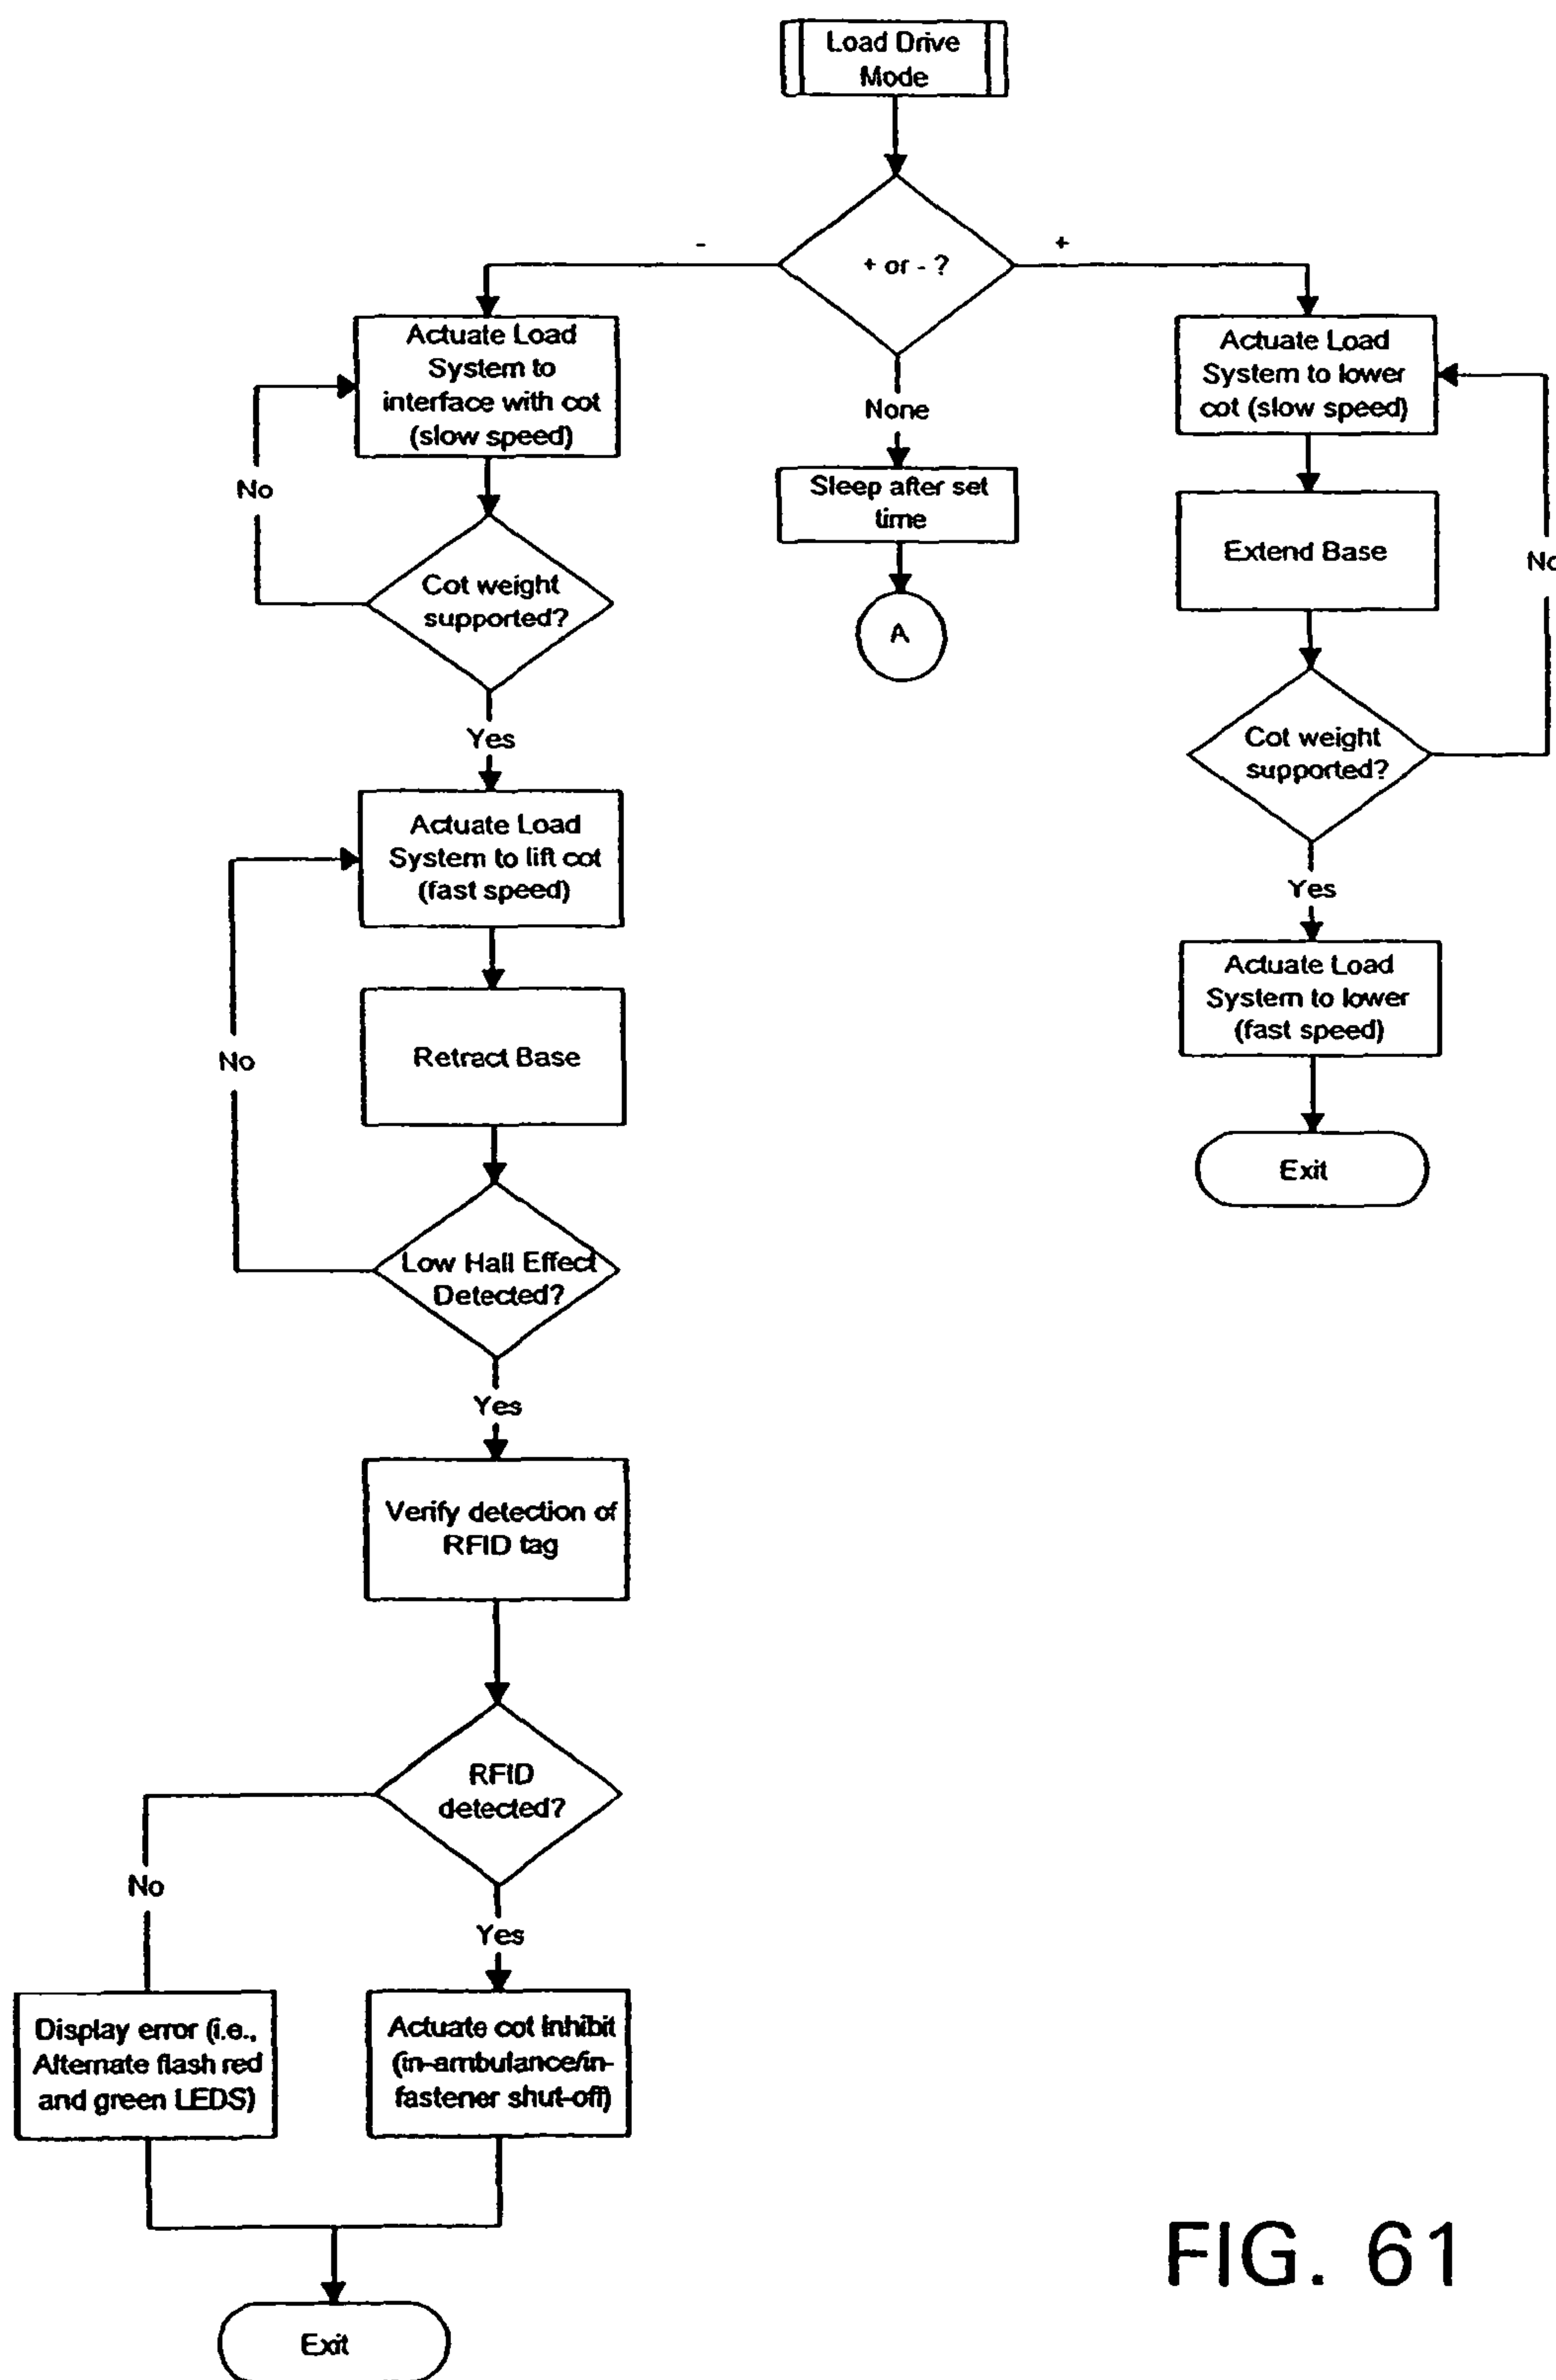 Load Drive
Mode
+ or - ?
-
+
None
Actuate Load
System to
interface with cot
(slow speed)
No
Cot weight
supported?
Yes
Actuate Load
System to lift cot
(fast speed)
No
Retract Base
Low Hall Effect
Detected?
Yes
Verify detection of
RFID tag
RFID
detected?
No
Yes
Display error (i.e.,
Alternate flash red
and green LEDS)
Actuate cot Inhibit
(in-ambulance/in-
fastener shut-off)
Exit
Sleep after set
time
A
Actuate Load
System to lower
cot (slow speed)
Extend Base
No
Cot weight
supported?
Yes
Actuate Load
System to lower
(fast speed)
Exit
FIG. 61